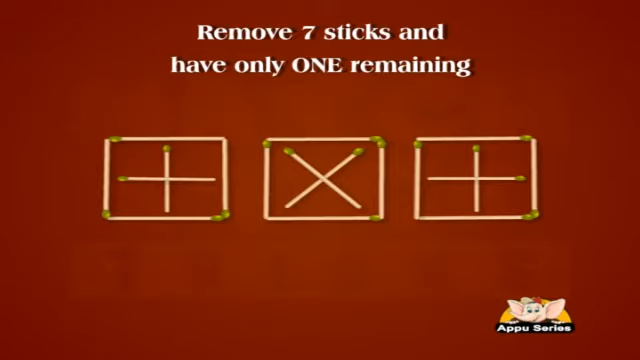 Remove 7 sticks and
have only ONE remaining
Appu Series